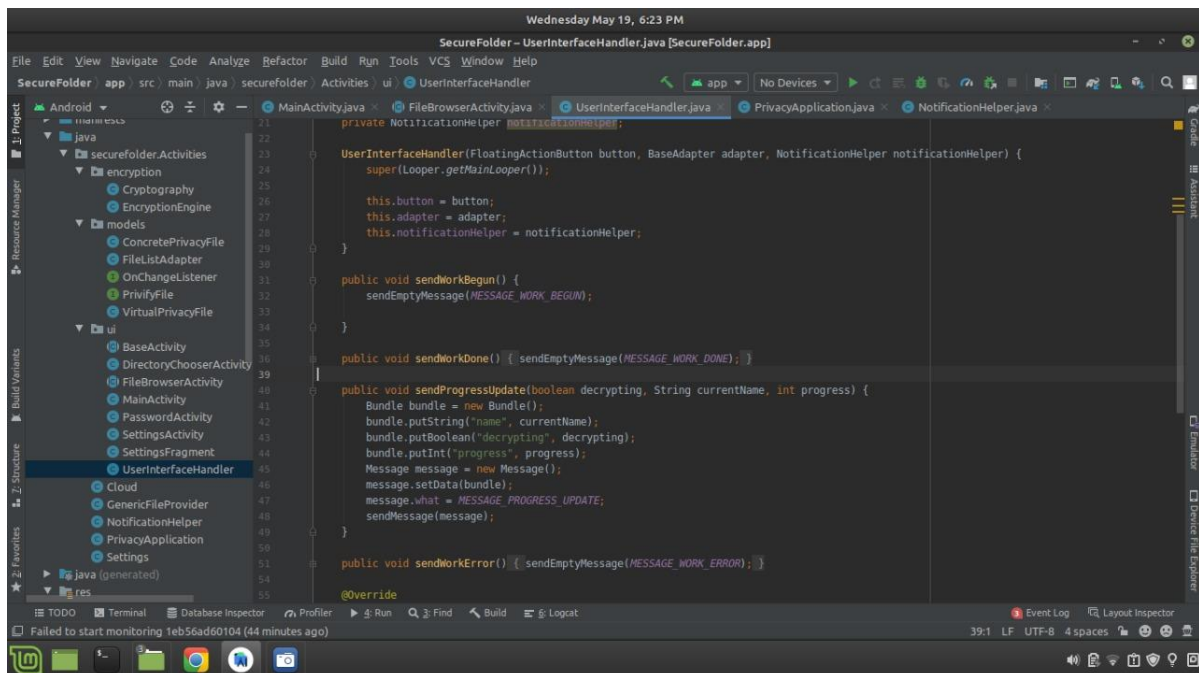 Wednesday May 19, 6:23 PM
SecureFolder – UserInterfaceHandler.java [SecureFolder.app]
File Edit View Navigate Code Analyze Refactor Build Run Tools VCS Window Help
SecureFolder app src main java securefolder Activities ui UserInterfaceHandler app No Devices
1: Project
Resource Manager
Build Variants
7: Structure
2: Favorites
Android
manifests
java
securefolder.Activities
encryption
Cryptography
EncryptionEngine
models
ConcretePrivacyFile
FileListAdapter
OnChangeListener
PrivifyFile
VirtualPrivacyFile
ui
BaseActivity
DirectoryChooserActivity
FileBrowserActivity
MainActivity
PasswordActivity
SettingsActivity
SettingsFragment
UserInterfaceHandler
Cloud
GenericFileProvider
NotificationHelper
PrivacyApplication
Settings
java (generated)
res
MainActivity.java FileBrowserActivity.java UserInterfaceHandler.java PrivacyApplication.java NotificationHelper.java
21 private NotificationHelper notificationHelper;
22
23 UserInterfaceHandler(FloatingActionButton button, BaseAdapter adapter, NotificationHelper notificationHelper) {
24 super(Looper.getMainLooper());
25
26 this.button = button;
27 this.adapter = adapter;
28 this.notificationHelper = notificationHelper;
29 }
30
31 public void sendWorkBegun() {
32 sendEmptyMessage(MESSAGE_WORK_BEGUN);
33
34 }
35
36 public void sendWorkDone() { sendEmptyMessage(MESSAGE_WORK_DONE); }
39
40 public void sendProgressUpdate(boolean decrypting, String currentName, int progress) {
41 Bundle bundle = new Bundle();
42 bundle.putString("name", currentName);
43 bundle.putBoolean("decrypting", decrypting);
44 bundle.putInt("progress", progress);
45 Message message = new Message();
46 message.setData(bundle);
47 message.what = MESSAGE_PROGRESS_UPDATE;
48 sendMessage(message);
49 }
50
51 public void sendWorkError() { sendEmptyMessage(MESSAGE_WORK_ERROR); }
54
55 @Override
Gradle
Assistant
Emulator
Device File Explorer
TODO Terminal Database Inspector Profiler 4: Run 3: Find Build 6: Logcat 3 Event Log Layout Inspector
Failed to start monitoring 1eb56ad60104 (44 minutes ago) 39:1 LF UTF-8 4 spaces
3